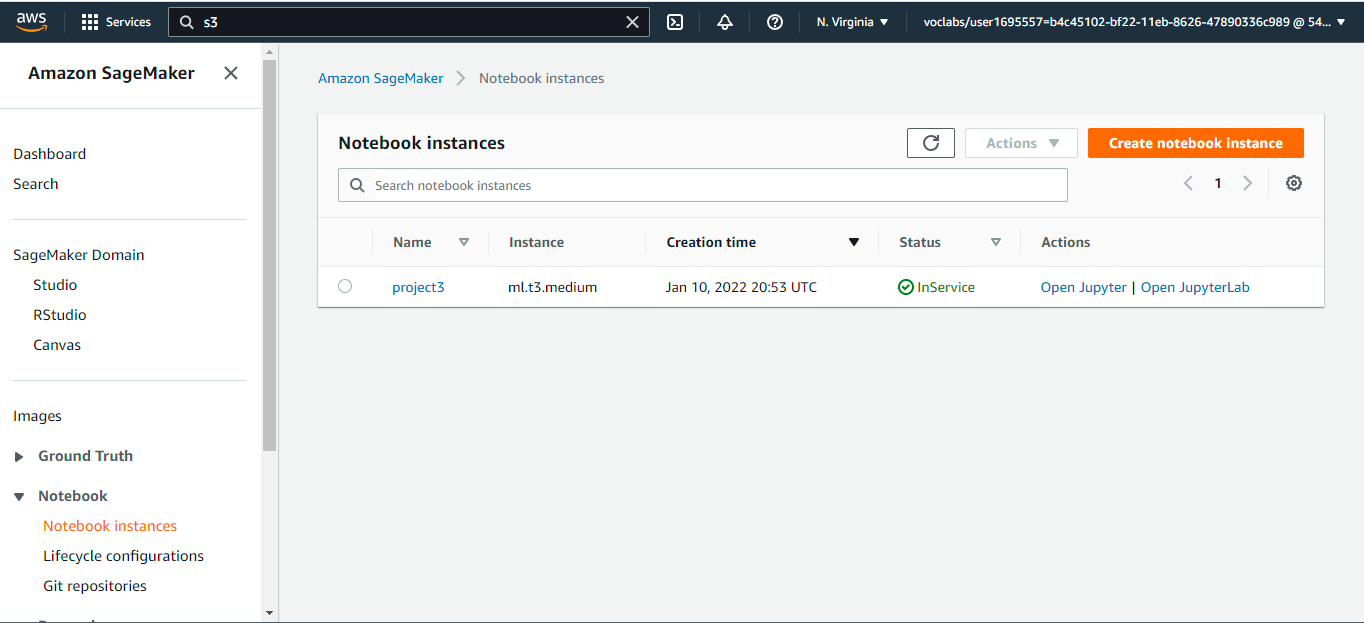 aws
Services
s3
N. Virginia
voclabs/user1695557=b4c45102-bf22-11eb-8626-47890336c989 @ 54...
Amazon SageMaker
Dashboard
Search
SageMaker Domain
Studio
RStudio
Canvas
Images
Ground Truth
Notebook
Notebook instances
Lifecycle configurations
Git repositories
Amazon SageMaker
Notebook instances
Notebook instances
Actions
Create notebook instance
Search notebook instances
1
Name Instance Creation time Status Actions
project3 ml.t3.medium Jan 10, 2022 20:53 UTC InService Open Jupyter | Open JupyterLab